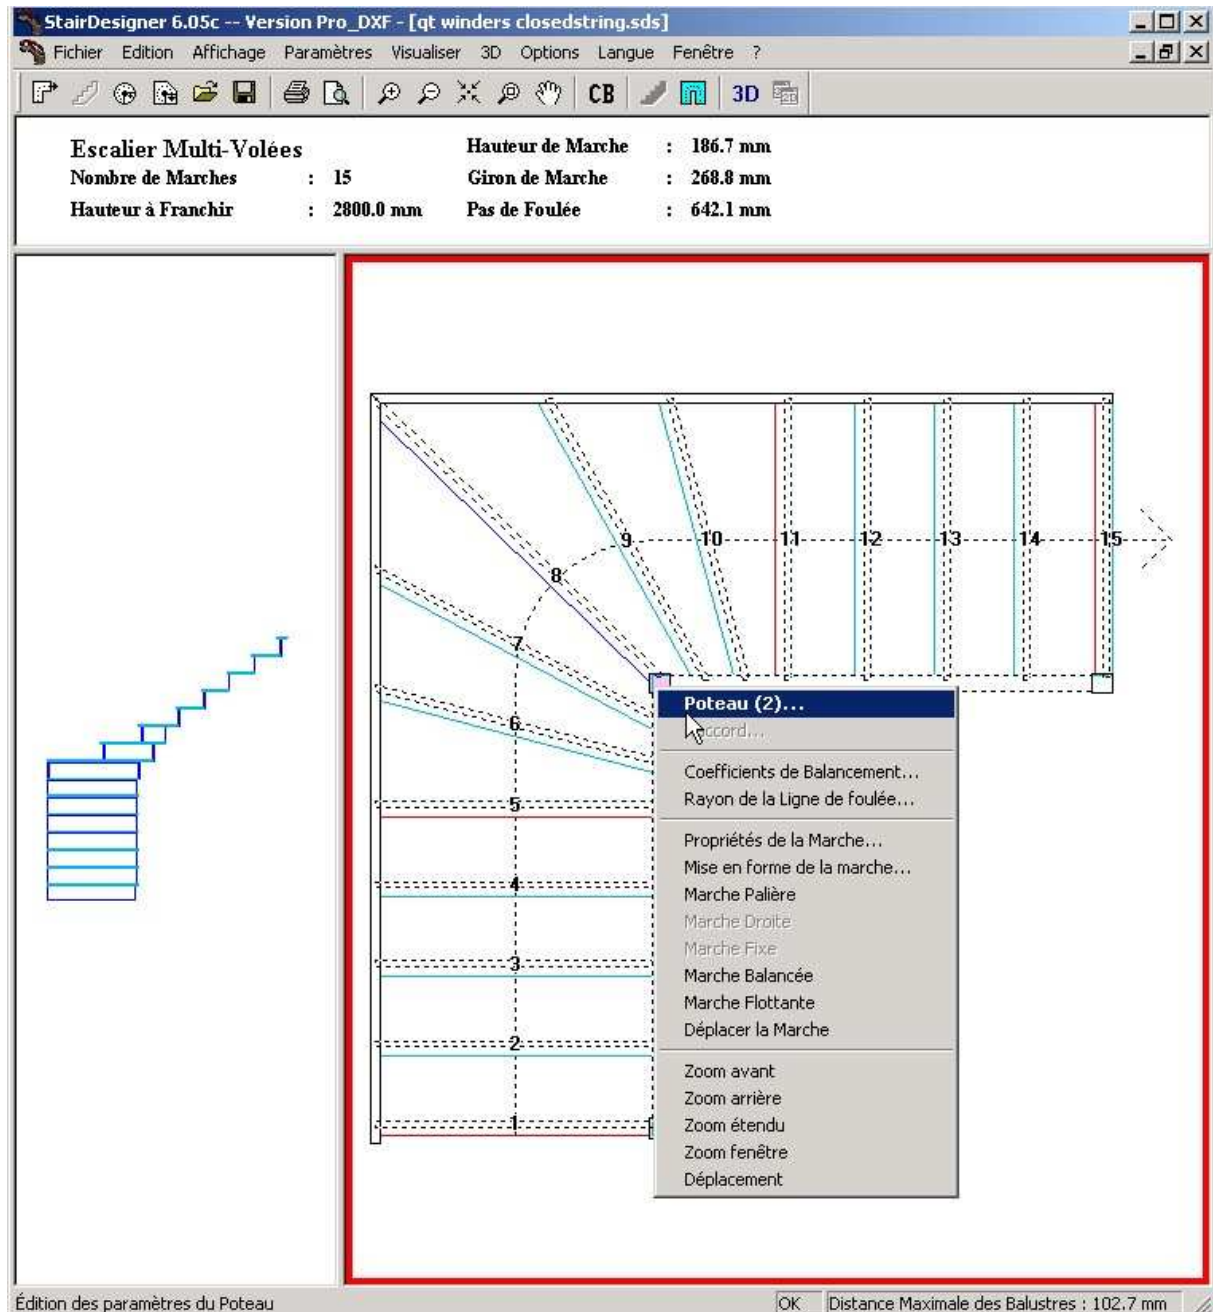 StairDesigner 6.05c -- Version Pro_DXF - [qt winders closedstring.sds]
Fichier Edition Affichage Paramètres Visualiser 3D Options Langue Fenêtre ?
CB 3D
Escalier Multi-Volées
Nombre de Marches : 15
Hauteur à Franchir : 2800.0 mm
Hauteur de Marche : 186.7 mm
Giron de Marche : 268.8 mm
Pas de Foulée : 642.1 mm
9 10 11 12 13 14 15
8
7
6
5
4
3
2
1
Poteau (2)...
Coefficients de Balancement...
Rayon de la Ligne de foulée...
Propriétés de la Marche...
Mise en forme de la marche...
Marche Palière
Marche Droite
Marche Fixe
Marche Balancée
Marche Flottante
Déplacer la Marche
Zoom avant
Zoom arrière
Zoom étendu
Zoom fenêtre
Déplacement
Édition des paramètres du Poteau
OK
Distance Maximale des Balustres : 102.7 mm